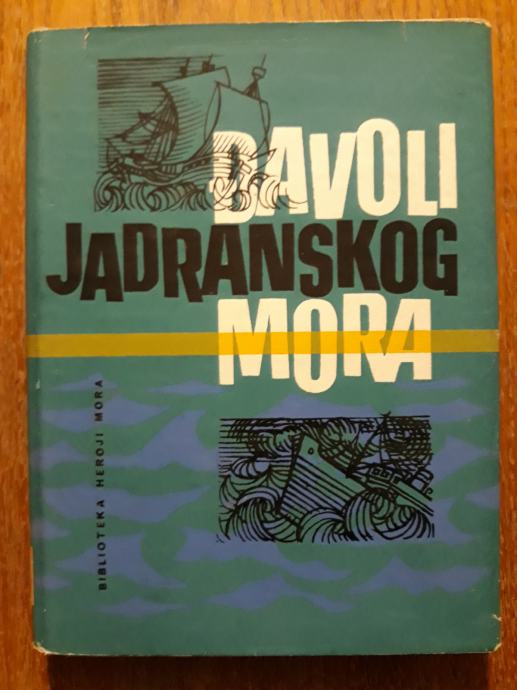 ĐAVOLI
JADRANSKOG
MORA
BIBLIOTEKA HEROJI MORA